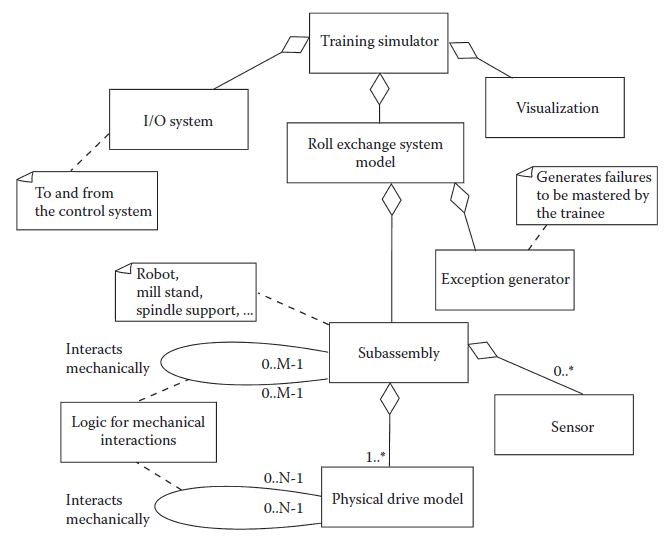 Training simulator
I/O system
Visualization
Roll exchange system
model
To and from
the control system
Generates failures
to be mastered by
the trainee
Exception generator
Robot,
mill stand,
spindle support, ...
Subassembly
Interacts
mechanically
0..M-1
0..M-1
0..*
Sensor
Logic for mechanical
interactions
1..*
Physical drive model
0..N-1
0..N-1
Interacts
mechanically